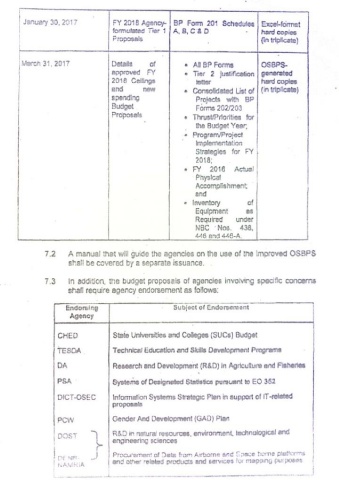 January 30, 2017
FY 2018 Agency-
formulated Tier 1
Proposals
BP Form 201 Schedules
A, B, C & D
Excel-format
hard copies
(in triplicate)
March 31, 2017
Details of
approved FY
2018 Ceilings
and new
spending
Budget
Proposals
• All BP Forms
• Tier 2 justification
letter
• Consolidated List of
Projects with BP
Forms 202/203
• Thrust/Priorities for
the Budget Year;
• Program/Project
Implementation
Strategies for FY
2018;
• FY 2016 Actual
Physical
Accomplishment;
and
• Inventory of
Equipment as
Required under
NBC Nos. 438,
446 and 446-A.
OSBPS-
generated
hard copies
(in triplicate)
7.2 A manual that will guide the agencies on the use of the improved OSBPS
shall be covered by a separate issuance.
7.3 In addition, the budget proposals of agencies involving specific concerns
shall require agency endorsement as follows:
Endorsing
Agency
Subject of Endorsement
CHED
State Universities and Colleges (SUCs) Budget
TESDA
Technical Education and Skills Development Programs
DA
Research and Development (R&D) in Agriculture and Fisheries
PSA
Systems of Designated Statistics pursuant to EO 352
DICT-OSEC
Information Systems Strategic Plan in support of IT-related
proposals
PCW
Gender And Development (GAD) Plan
DOST
R&D in natural resources, environment, technological and
engineering sciences
DENR-
NAMRIA
Procurement of Data from Airborne and Space borne platforms
and other related products and services for mapping purposes